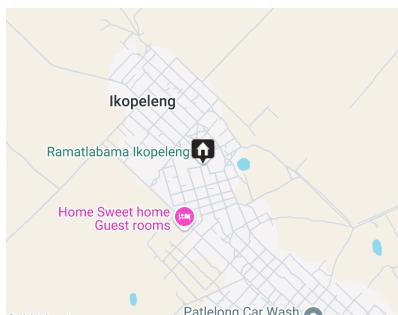 Ikopeleng
Ramatlabama Ikopeleng
Home Sweet home
Guest rooms
Patlelong Car Wash